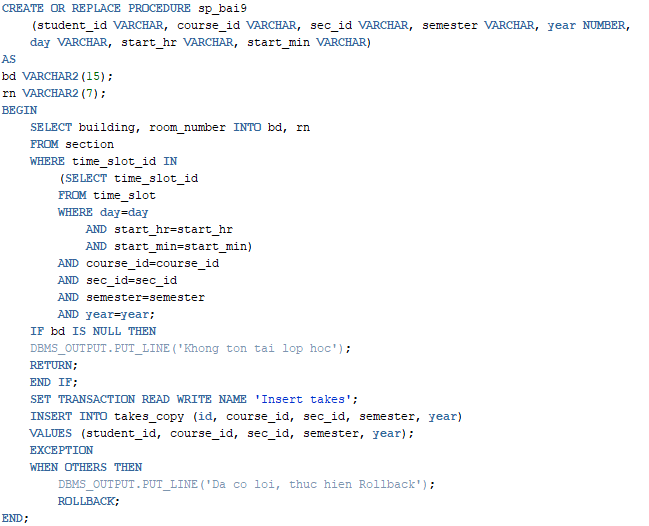 CREATE OR REPLACE PROCEDURE sp_bai9
(student_id VARCHAR, course_id VARCHAR, sec_id VARCHAR, semester VARCHAR, year NUMBER,
day VARCHAR, start_hr VARCHAR, start_min VARCHAR)
AS
bd VARCHAR2(15);
rn VARCHAR2(7);
BEGIN
SELECT building, room_number INTO bd, rn
FROM section
WHERE time_slot_id IN
(SELECT time_slot_id
FROM time_slot
WHERE day=day
AND start_hr=start_hr
AND start_min=start_min)
AND course_id=course_id
AND sec_id=sec_id
AND semester=semester
AND year=year;
IF bd IS NULL THEN
DBMS_OUTPUT.PUT_LINE('Khong ton tai lop hoc');
RETURN;
END IF;
SET TRANSACTION READ WRITE NAME 'Insert takes';
INSERT INTO takes_copy (id, course_id, sec_id, semester, year)
VALUES (student_id, course_id, sec_id, semester, year);
EXCEPTION
WHEN OTHERS THEN
DBMS_OUTPUT.PUT_LINE('Da co loi, thuc hien Rollback');
ROLLBACK;
END;